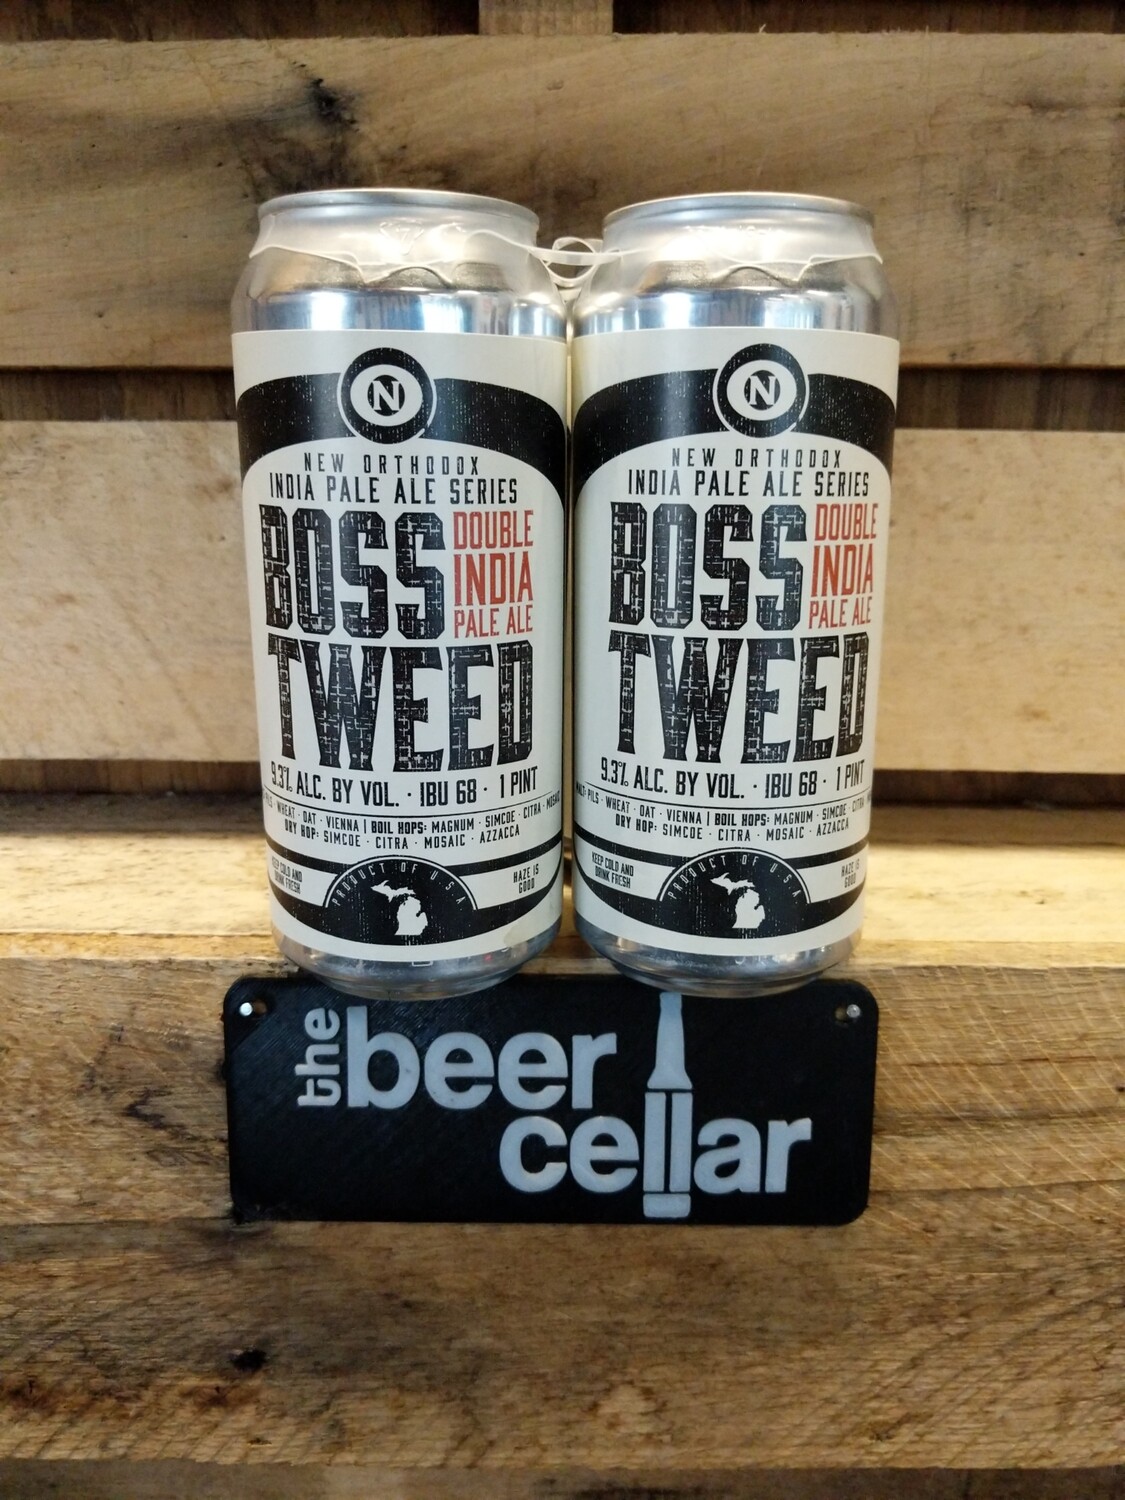 N
NEW ORTHODOX
INDIA PALE ALE SERIES
BOSS
DOUBLE
INDIA
PALE ALE
TWEED
9.3% ALC. BY VOL. · IBU 68 · 1 PINT
PILS · WHEAT · OAT · VIENNA | BOIL HOPS: MAGNUM · SIMCOE · CITRA · MOSAIC
DRY HOP: SIMCOE · CITRA · MOSAIC · AZZACCA
KEEP COLD AND
DRINK FRESH
PRODUCT OF U.S.A.
HAZE IS
GOOD
N
NEW ORTHODOX
INDIA PALE ALE SERIES
BOSS
DOUBLE
INDIA
PALE ALE
TWEED
9.3% ALC. BY VOL. · IBU 68 · 1 PINT
MALT: PILS · WHEAT · OAT · VIENNA | BOIL HOPS: MAGNUM · SIMCOE · CITRA
DRY HOP: SIMCOE · CITRA · MOSAIC · AZZACCA
KEEP COLD AND
DRINK FRESH
PRODUCT OF U.S.A.
HAZE IS
GOOD
the beer
cellar